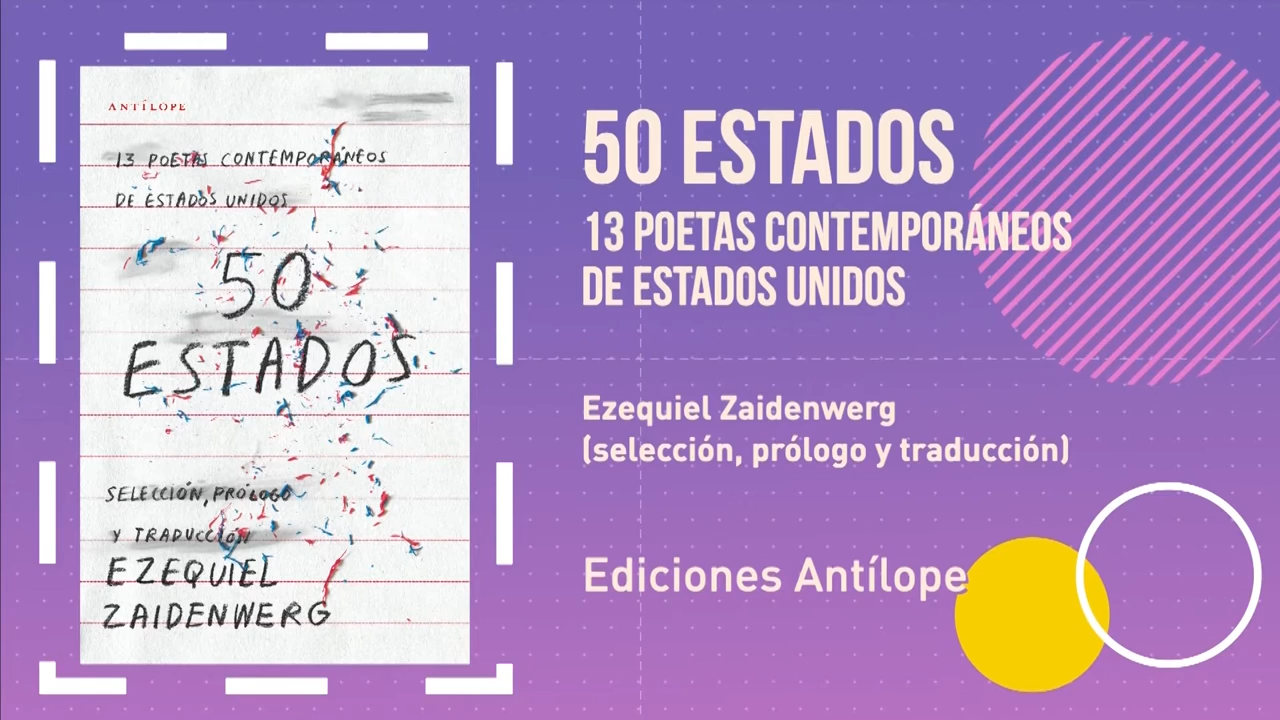 ANTÍLOPE
13 POETAS CONTEMPORÁNEOS
DE ESTADOS UNIDOS
50
ESTADOS
SELECCIÓN, PRÓLOGO
Y TRADUCCIÓN
EZEQUIEL
ZAIDENWERG
50 ESTADOS
13 POETAS CONTEMPORÁNEOS
DE ESTADOS UNIDOS
Ezequiel Zaidenwerg
(selección, prólogo y traducción)
Ediciones Antílope